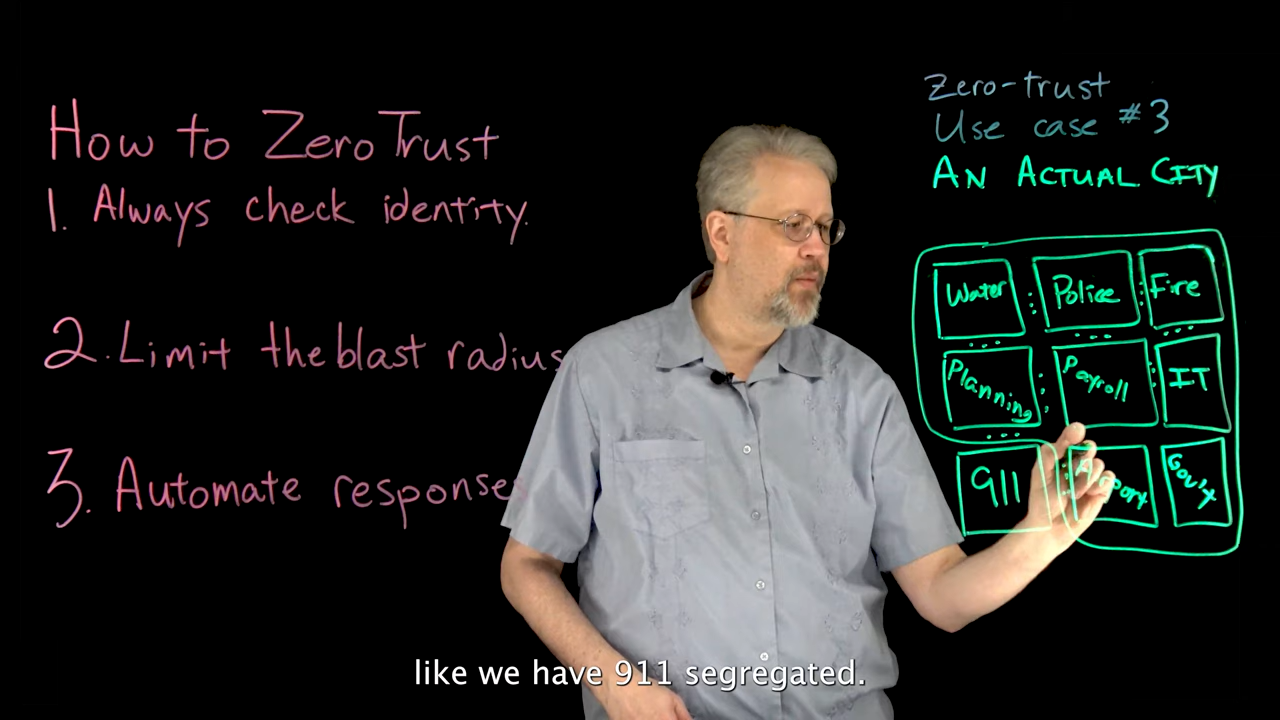 How to Zero Trust
1. Always check identity.
2. Limit the blast radius
3. Automate responses
Zero-trust
Use case #3
AN ACTUAL CITY
Water
Police
Fire
Planning
Payroll
IT
911
Airport
Gov't
like we have 911 segregated.